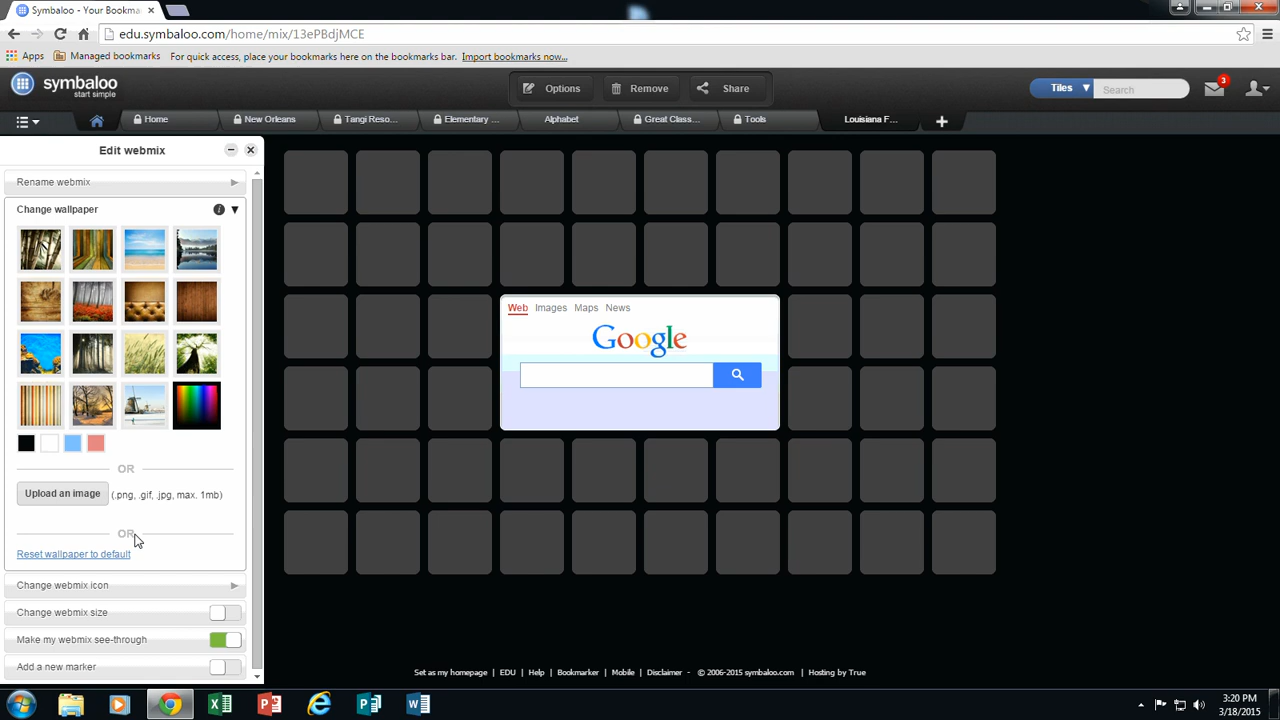 Symbaloo - Your Bookma
edu.symbaloo.com/home/mix/13ePBdjMCE
Apps Managed bookmarks For quick access, place your bookmarks here on the bookmarks bar. Import bookmarks now...
symbaloo
start simple
Options Remove Share
Tiles Search 3
Home New Orleans Tangi Reso... Elementary ... Alphabet Great Class... Tools Louisiana F...
Edit webmix
Rename webmix
Change wallpaper
OR
Upload an image (.png, .gif, .jpg, max. 1mb)
OR
Reset wallpaper to default
Change webmix icon
Change webmix size
Make my webmix see-through
Add a new marker
Web Images Maps News
Google
Set as my homepage | EDU | Help | Bookmarker | Mobile | Disclaimer - © 2006-2015 symbaloo.com | Hosting by True
3:20 PM
3/18/2015